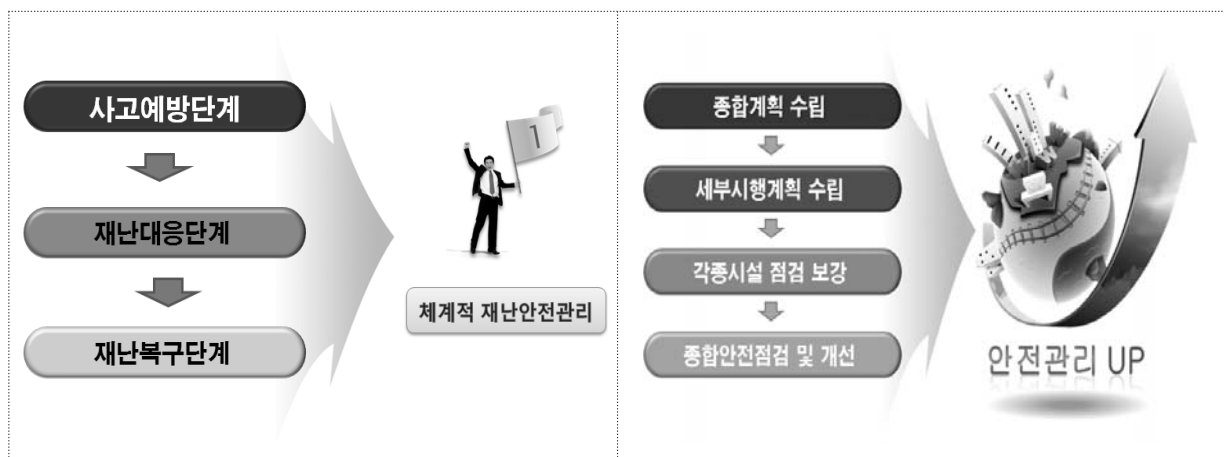 사고예방단계
재난대응단계
재난복구단계
1
체계적 재난안전관리
종합계획 수립
세부시행계획 수립
각종시설 점검 보강
종합안전점검 및 개선
안전관리 UP